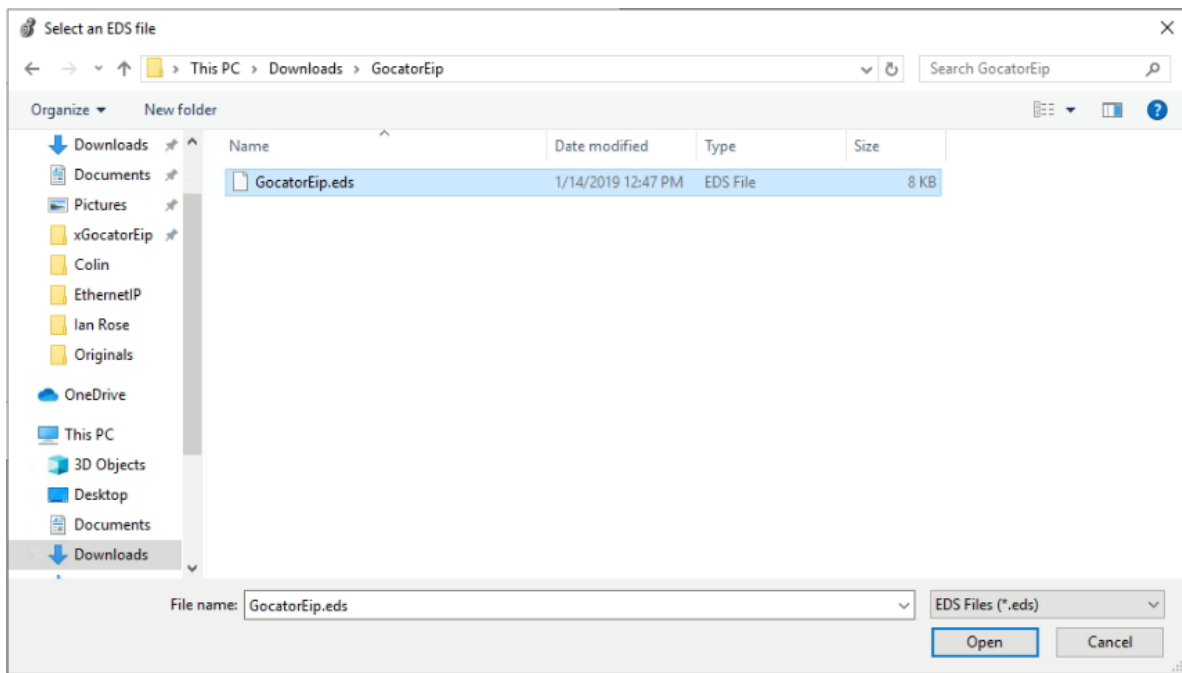 Select an EDS file
This PC > Downloads > GocatorEip
Search GocatorEip
Organize
New folder
Name
Date modified
Type
Size
GocatorEip.eds
1/14/2019 12:47 PM
EDS File
8 KB
Downloads
Documents
Pictures
xGocatorEip
Colin
EthernetIP
Ian Rose
Originals
OneDrive
This PC
3D Objects
Desktop
Documents
Downloads
File name:
GocatorEip.eds
EDS Files (*.eds)
Open
Cancel